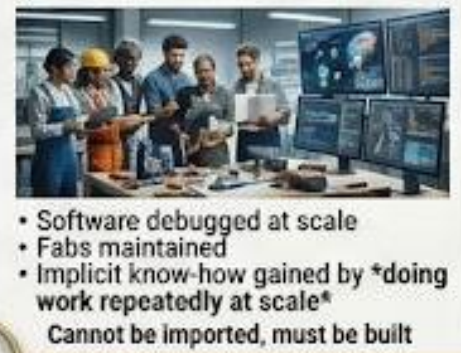 • Software debugged at scale
• Fabs maintained
• Implicit know-how gained by *doing
work repeatedly at scale*
Cannot be imported, must be built